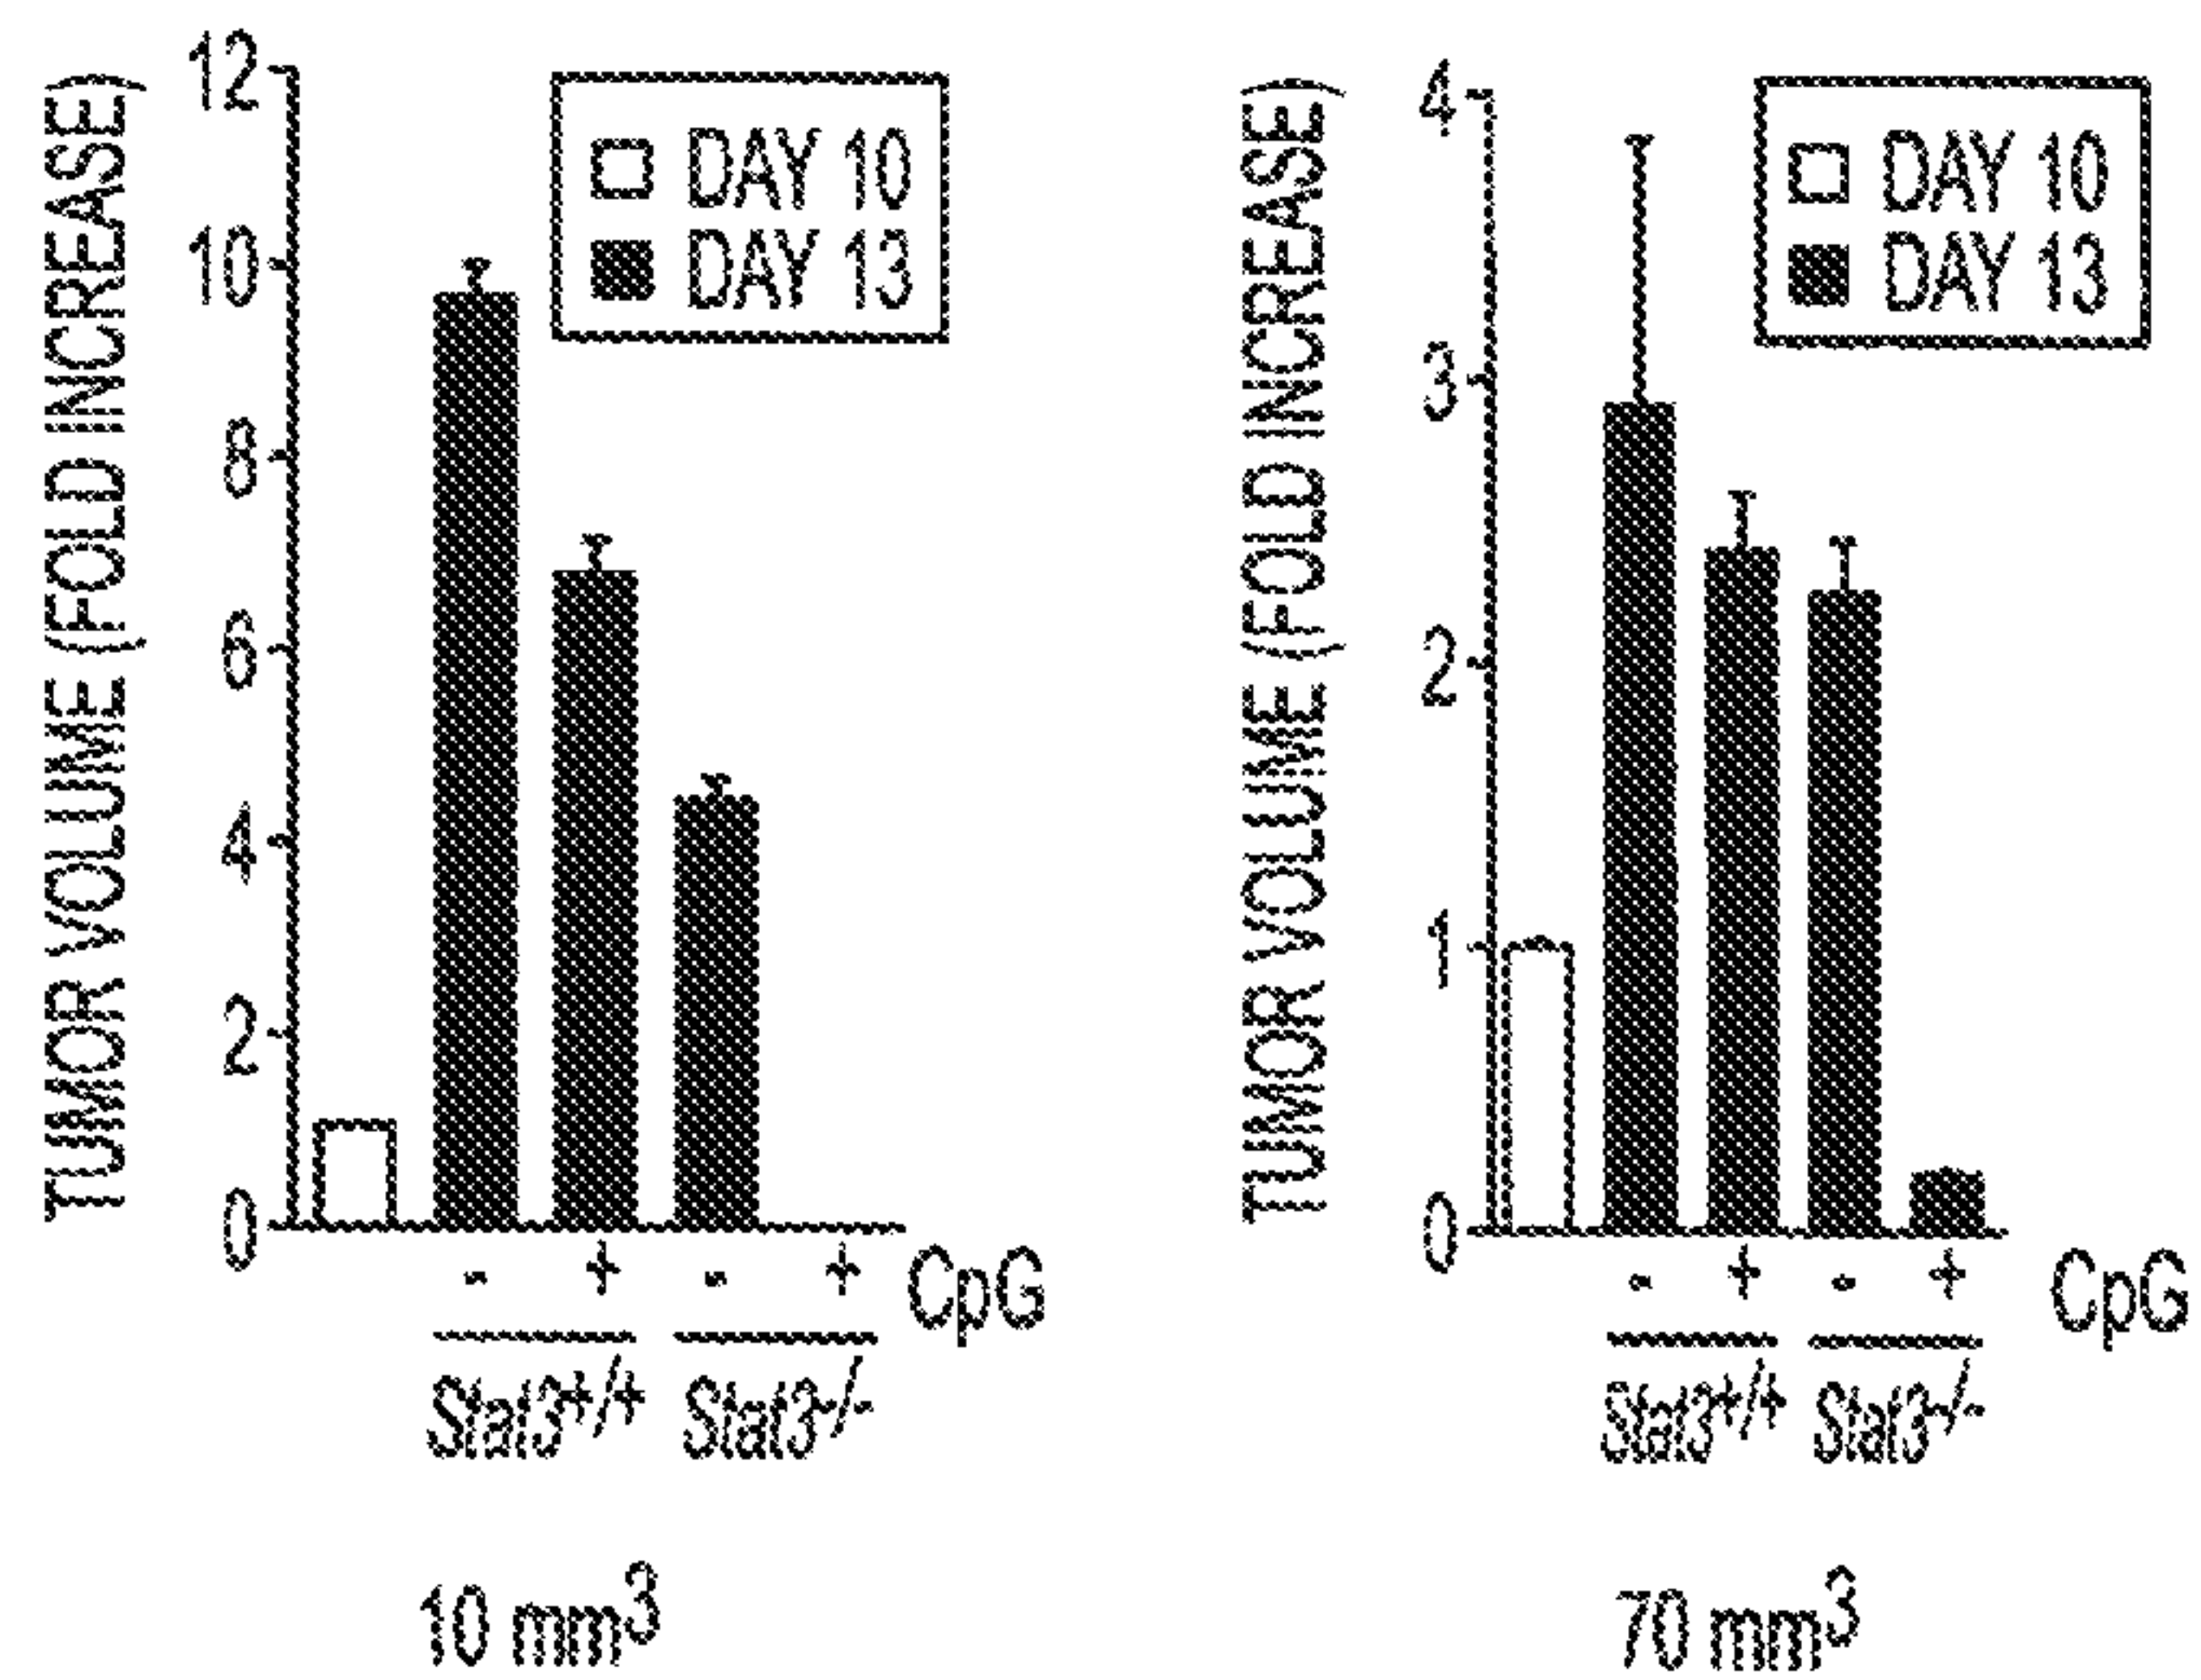 TUMOR VOLUME (FOLD INCREASE)
12
10
8
6
4
2
0
DAY 10
DAY 13
- + - + CpG
Stat3+/+ Stat3-/-
10 mm3
TUMOR VOLUME (FOLD INCREASE)
4
3
2
1
0
DAY 10
DAY 13
- + - + CpG
Stat3+/+ Stat3-/-
70 mm3